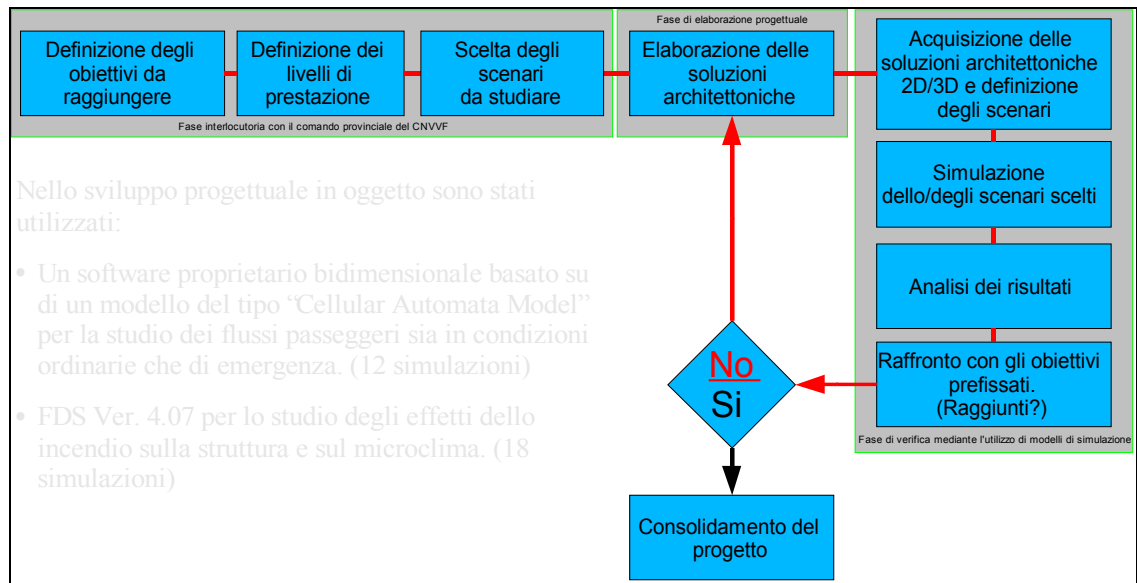 Fase di elaborazione progettuale
Definizione degli
obiettivi da
raggiungere
Definizione dei
livelli di
prestazione
Scelta degli
scenari
da studiare
Elaborazione delle
soluzioni
architettoniche
Acquisizione delle
soluzioni architettoniche
2D/3D e definizione
degli scenari
Fase interlocutoria con il comando provinciale del CNVVF
Simulazione
dello/degli scenari scelti
Analisi dei risultati
Raffronto con gli obiettivi
prefissati.
(Raggiunti?)
Fase di verifica mediante l'utilizzo di modelli di simulazione
No
Si
Consolidamento del
progetto
Nello sviluppo progettuale in oggetto sono stati
utilizzati:
• Un software proprietario bidimensionale basato su
di un modello del tipo “Cellular Automata Model”
per la studio dei flussi passeggeri sia in condizioni
ordinarie che di emergenza. (12 simulazioni)
• FDS Ver. 4.07 per lo studio degli effetti dello
incendio sulla struttura e sul microclima. (18
simulazioni)